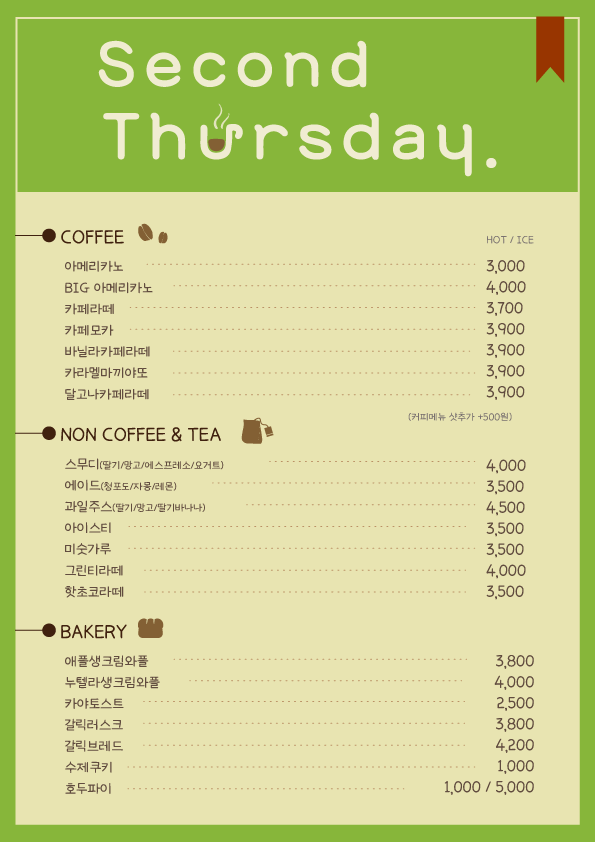 Second
Thursday.
COFFEE
HOT / ICE
아메리카노 3,000
BIG 아메리카노 4,000
카페라떼 3,700
카페모카 3,900
바닐라카페라떼 3,900
카라멜마끼야또 3,900
달고나카페라떼 3,900
(커피메뉴 샷추가 +500원)
NON COFFEE & TEA
스무디(딸기/망고/에스프레소/요거트) 4,000
에이드(청포도/자몽/레몬) 3,500
과일주스(딸기/망고/딸기바나나) 4,500
아이스티 3,500
미숫가루 3,500
그린티라떼 4,000
핫초코라떼 3,500
BAKERY
애플생크림와플 3,800
누텔라생크림와플 4,000
카야토스트 2,500
갈릭러스크 3,800
갈릭브레드 4,200
수제쿠키 1,000
호두파이 1,000 / 5,000